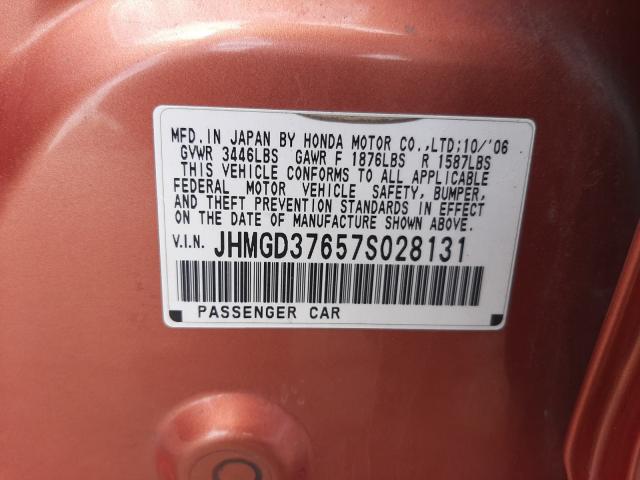 MFD.IN JAPAN BY HONDA MOTOR CO.,LTD;10/'06
GVWR 3446LBS GAWR F 1876LBS R 1587LBS
THIS VEHICLE CONFORMS TO ALL APPLICABLE
FEDERAL MOTOR VEHICLE SAFETY, BUMPER,
AND THEFT PREVENTION STANDARDS IN EFFECT
ON THE DATE OF MANUFACTURE SHOWN ABOVE.
V.I.N. JHMGD37657S028131
PASSENGER CAR